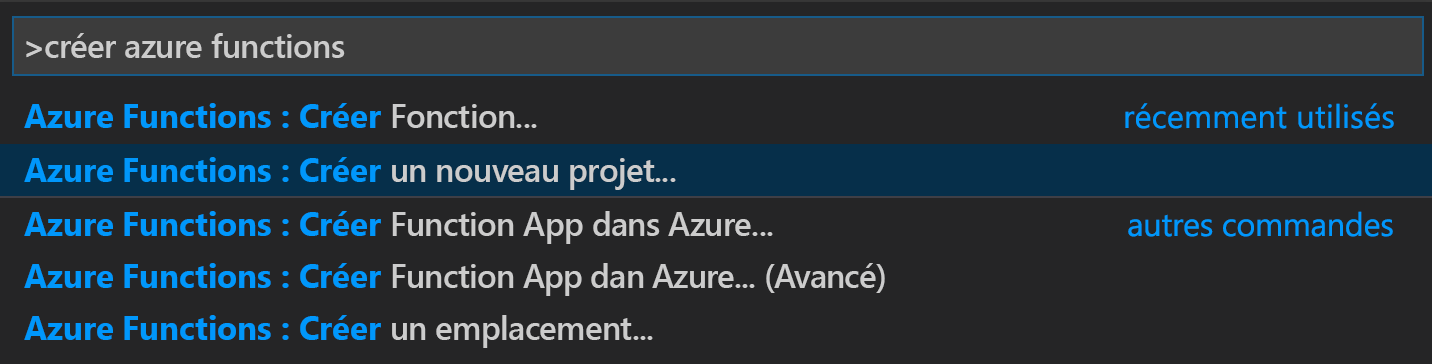 >créer azure functions
Azure Functions : Créer Fonction... récemment utilisés
Azure Functions : Créer un nouveau projet...
Azure Functions : Créer Function App dans Azure... autres commandes
Azure Functions : Créer Function App dan Azure... (Avancé)
Azure Functions : Créer un emplacement...